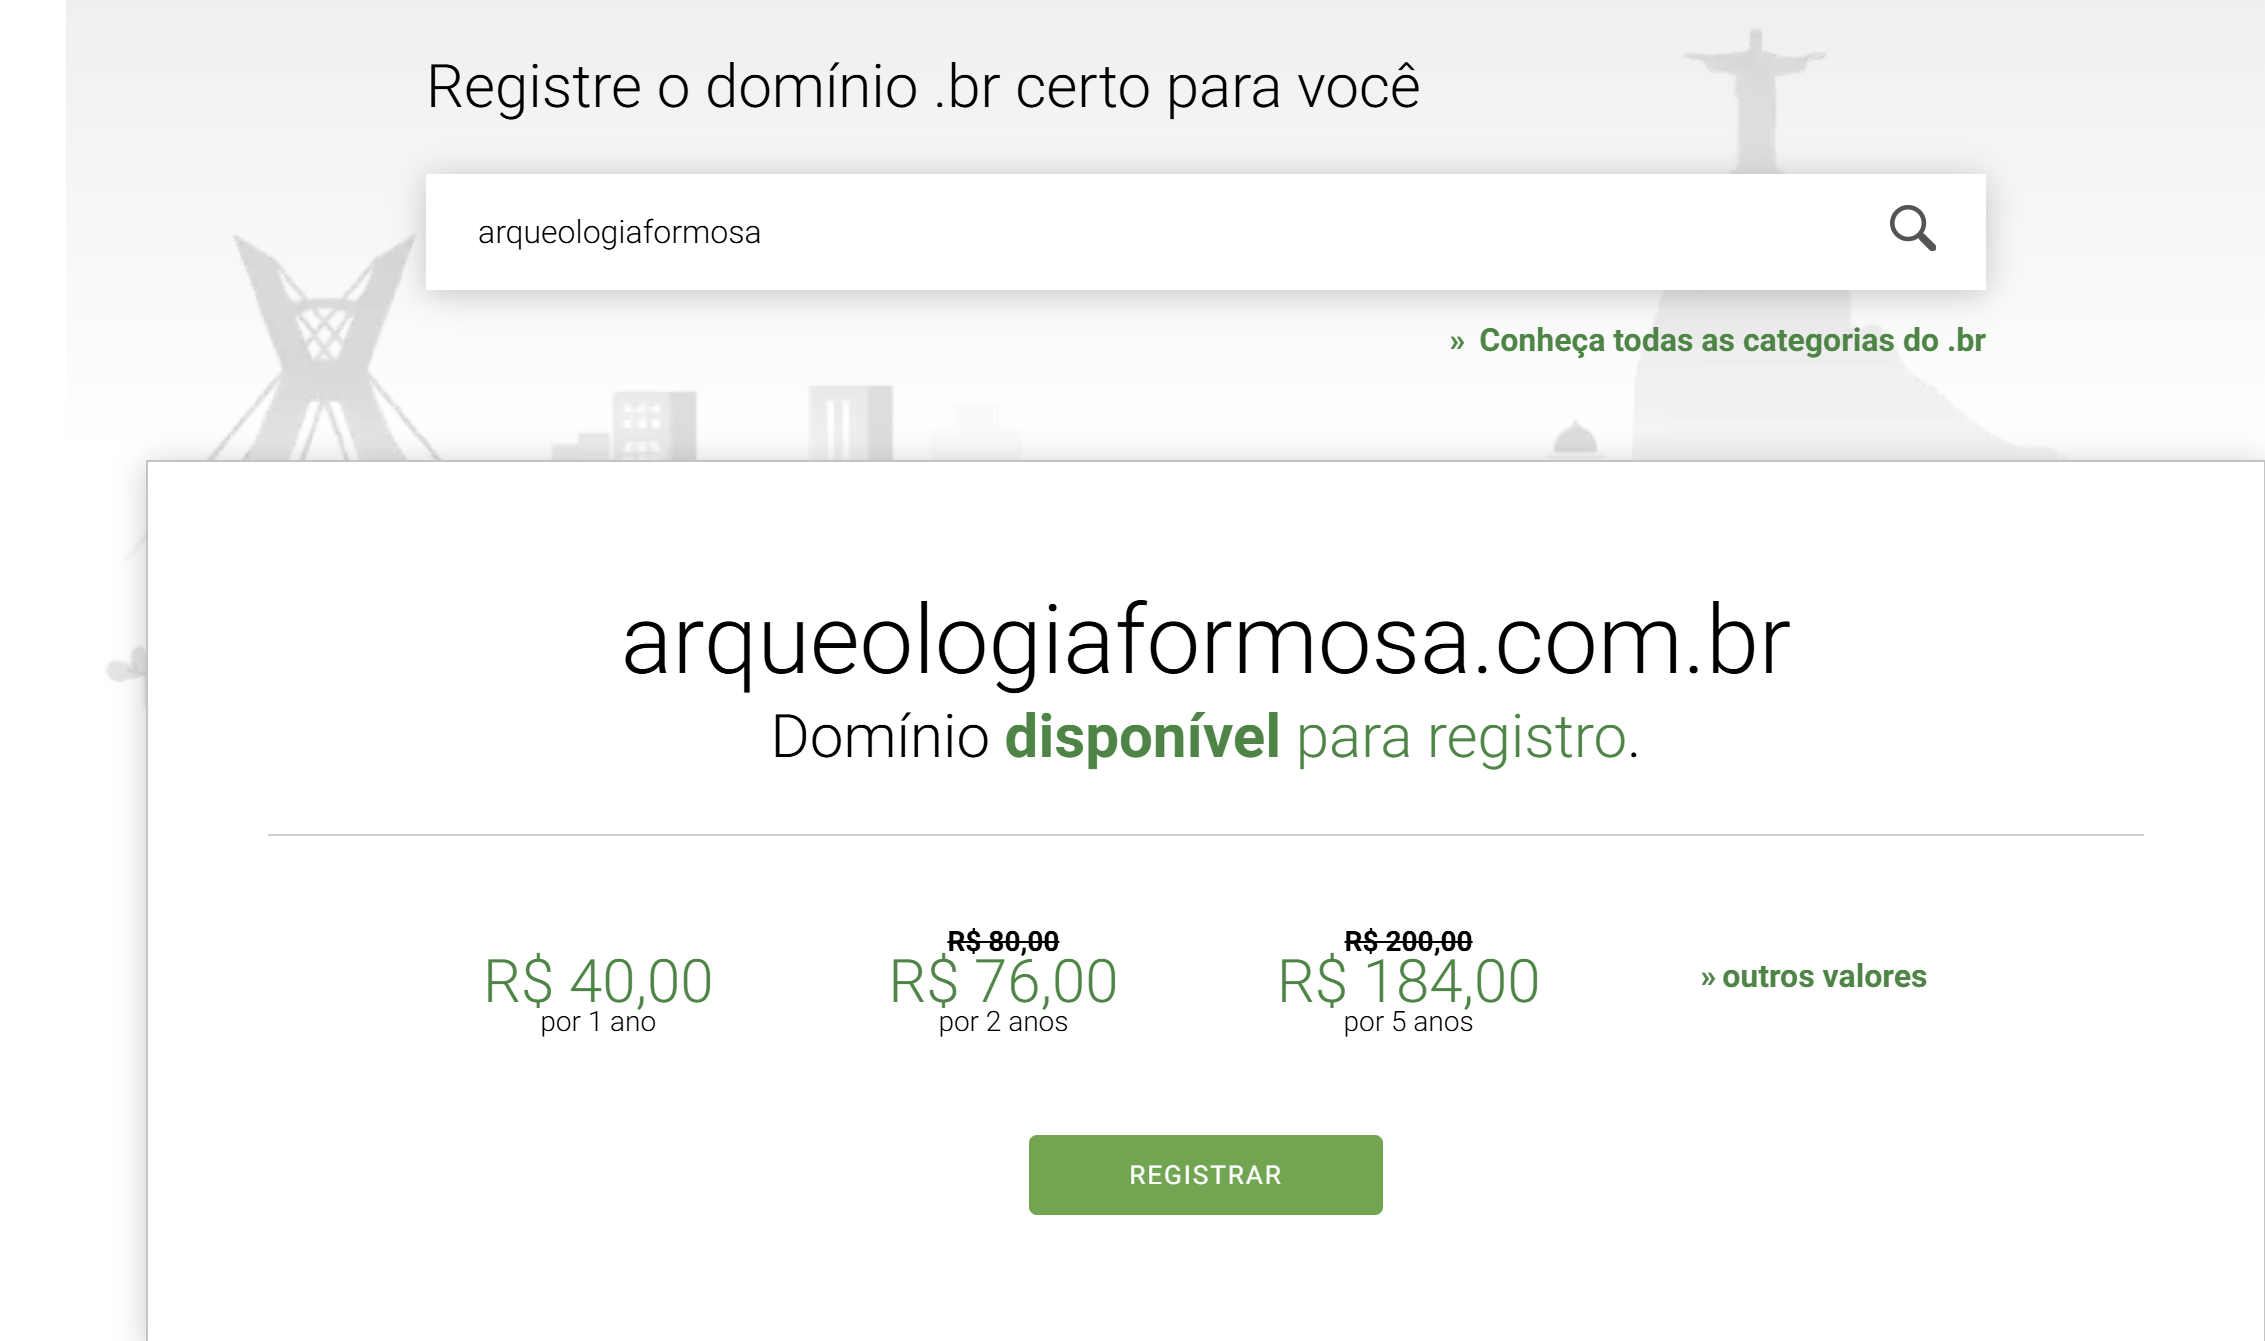 Registre o domínio .br certo para você
arqueologiaformosa
» Conheça todas as categorias do .br
arqueologiaformosa.com.br
Domínio disponível para registro.
R$ 40,00
por 1 ano
R$ 80,00
R$ 76,00
por 2 anos
R$ 200,00
R$ 184,00
por 5 anos
» outros valores
REGISTRAR